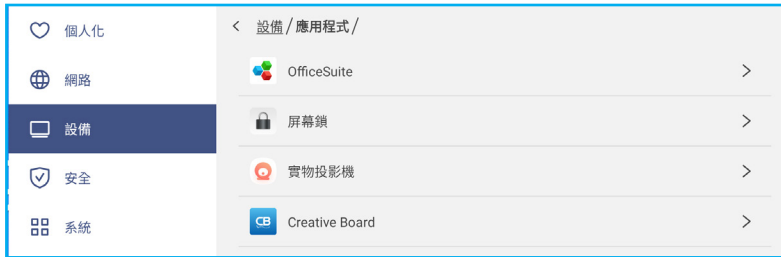 個人化
網路
設備
安全
系統
設備/應用程式/
OfficeSuite
屏幕鎖
實物投影機
CB Creative Board